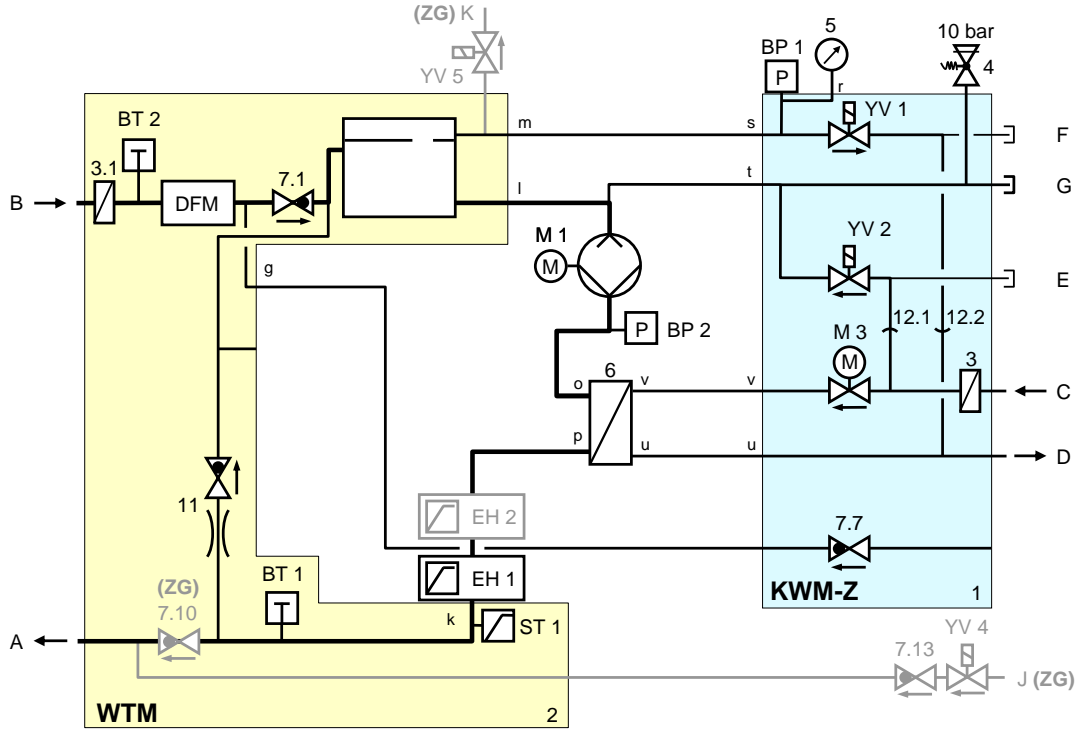 (ZG) K
YV 5
5
BP 1
P
r
10 bar
4
BT 2
m
s
YV 1
F
3.1
7.1
B
DFM
l
t
G
M 1
M
YV 2
g
E
P
BP 2
M 3
M
12.1
12.2
6
3
o
v
v
C
p
u
u
D
EH 2
11
7.7
BT 1
EH 1
(ZG)
7.10
KWM-Z
1
k
ST 1
A
7.13
YV 4
J (ZG)
WTM
2